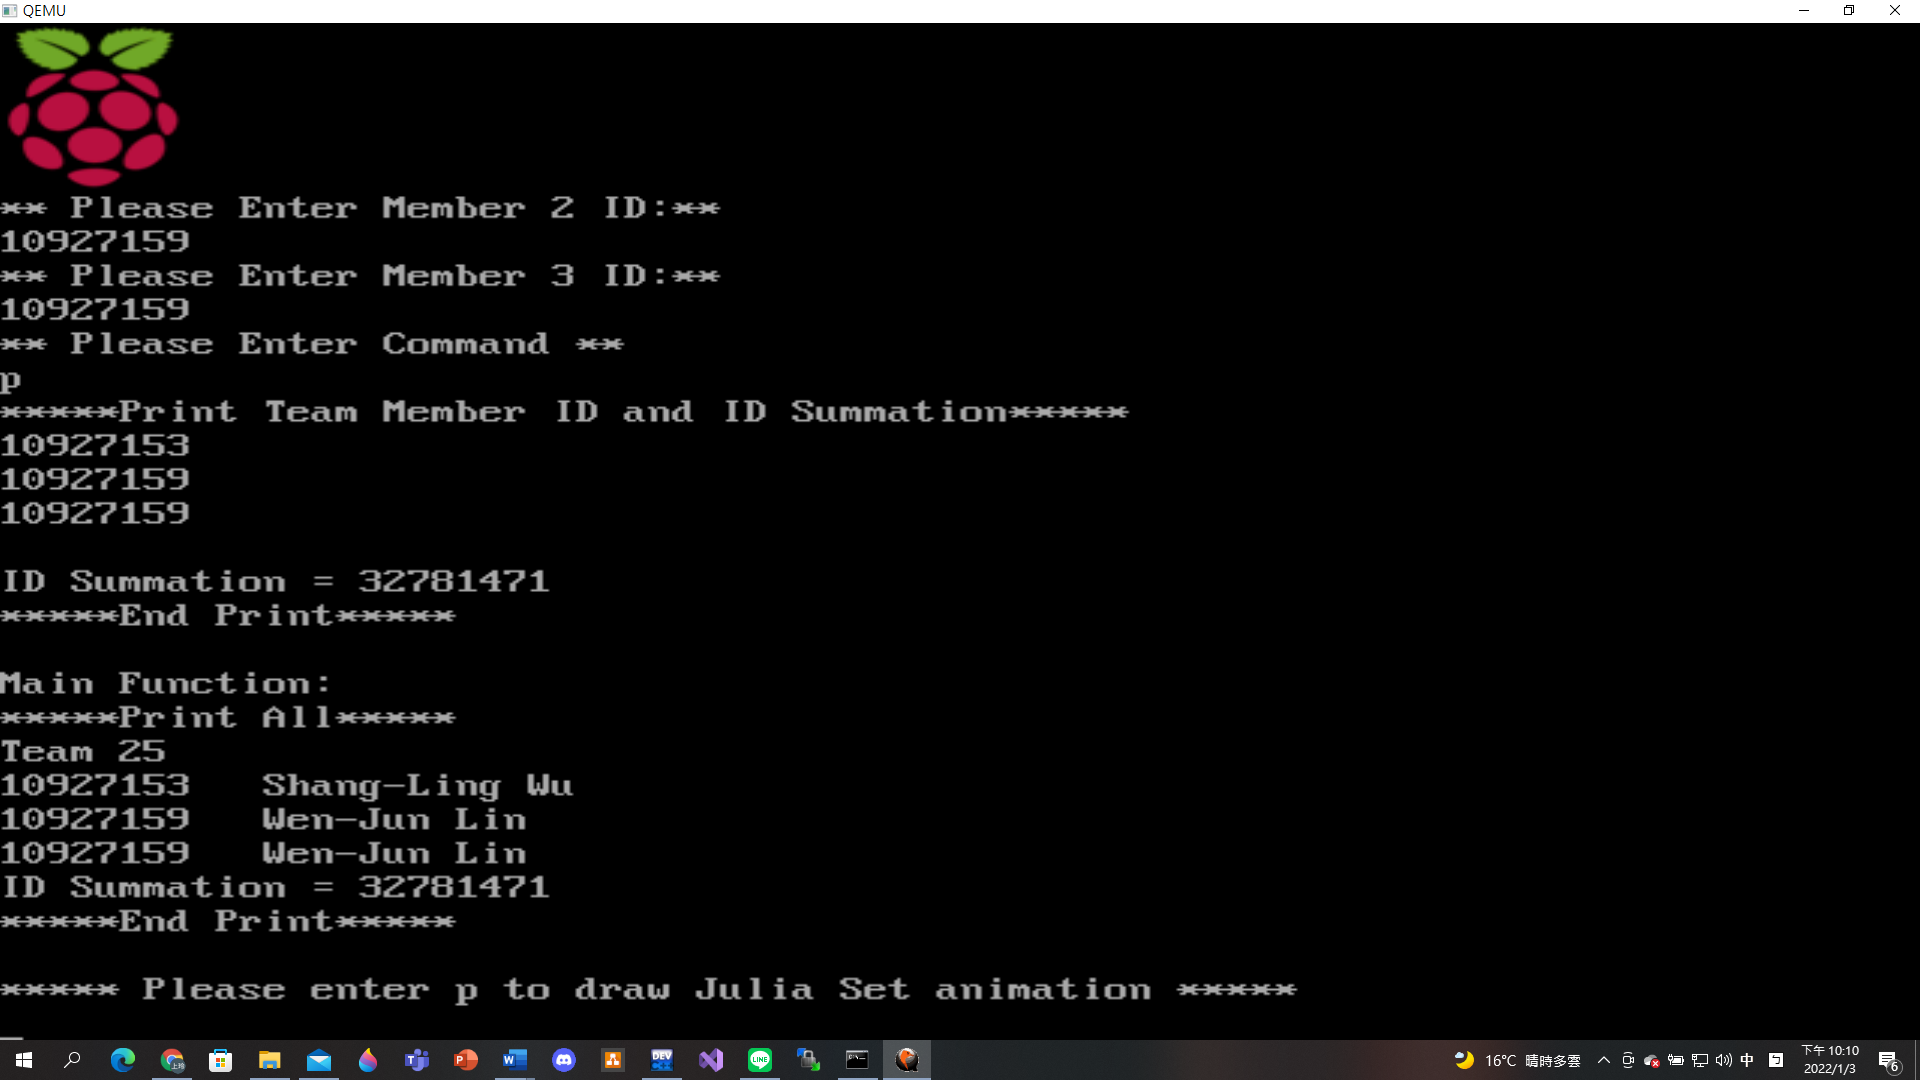 QEMU
** Please Enter Member 2 ID:**
10927159
** Please Enter Member 3 ID:**
10927159
** Please Enter Command **
p
*****Print Team Member ID and ID Summation*****
10927153
10927159
10927159
ID Summation = 32781471
*****End Print*****
Main Function:
*****Print All*****
Team 25
10927153   Shang-Ling Wu
10927159   Wen-Jun Lin
10927159   Wen-Jun Lin
ID Summation = 32781471
*****End Print*****
***** Please enter p to draw Julia Set animation *****
16°C 晴時多雲 中 下午 10:10
2022/1/3 6
DEV
LINE